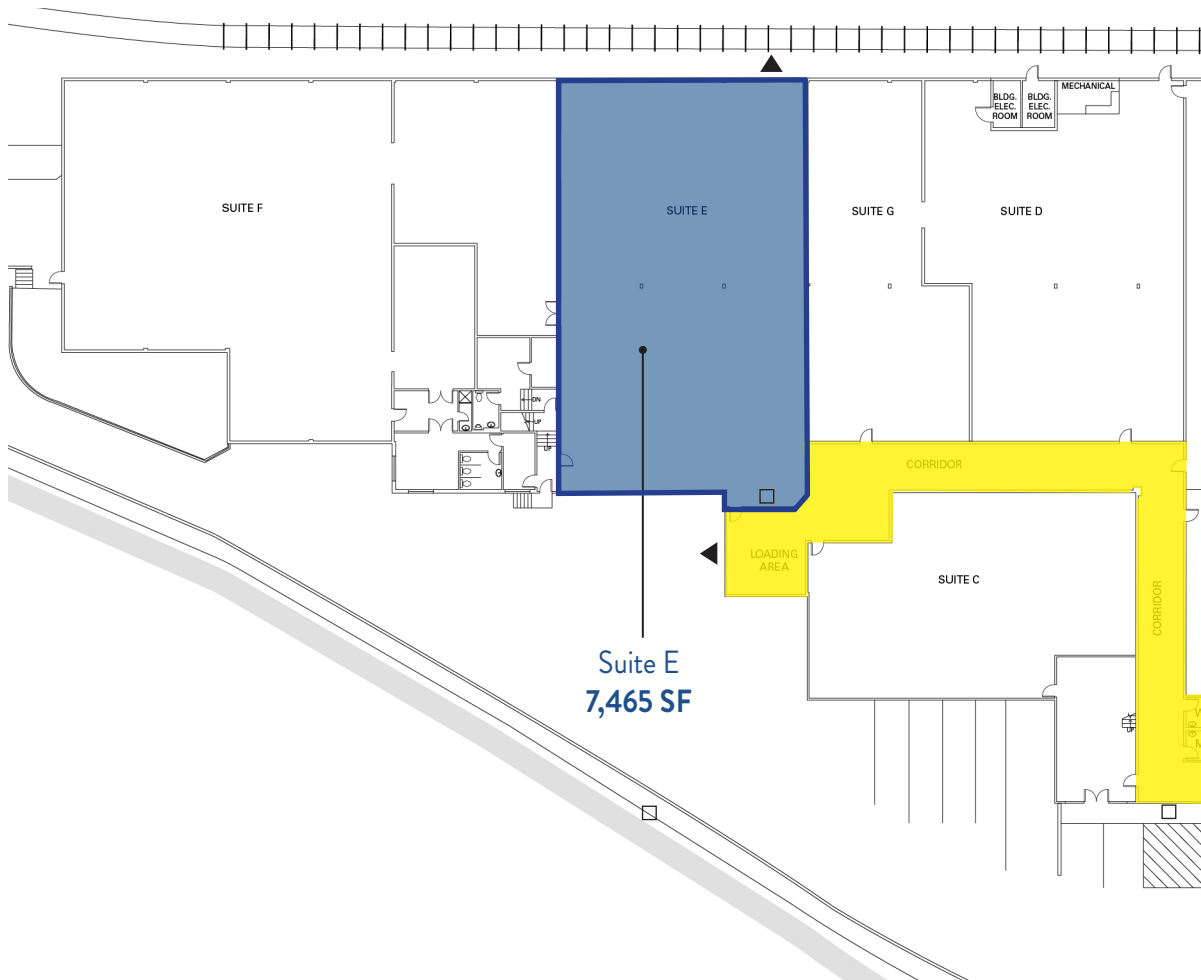 MECHANICAL
BLDG.
ELEC.
ROOM
BLDG.
ELEC.
ROOM
SUITE F
SUITE E
SUITE G
SUITE D
DN
UP
UP
CORRIDOR
LOADING
AREA
SUITE C
CORRIDOR
Suite E
7,465 SF
W
M